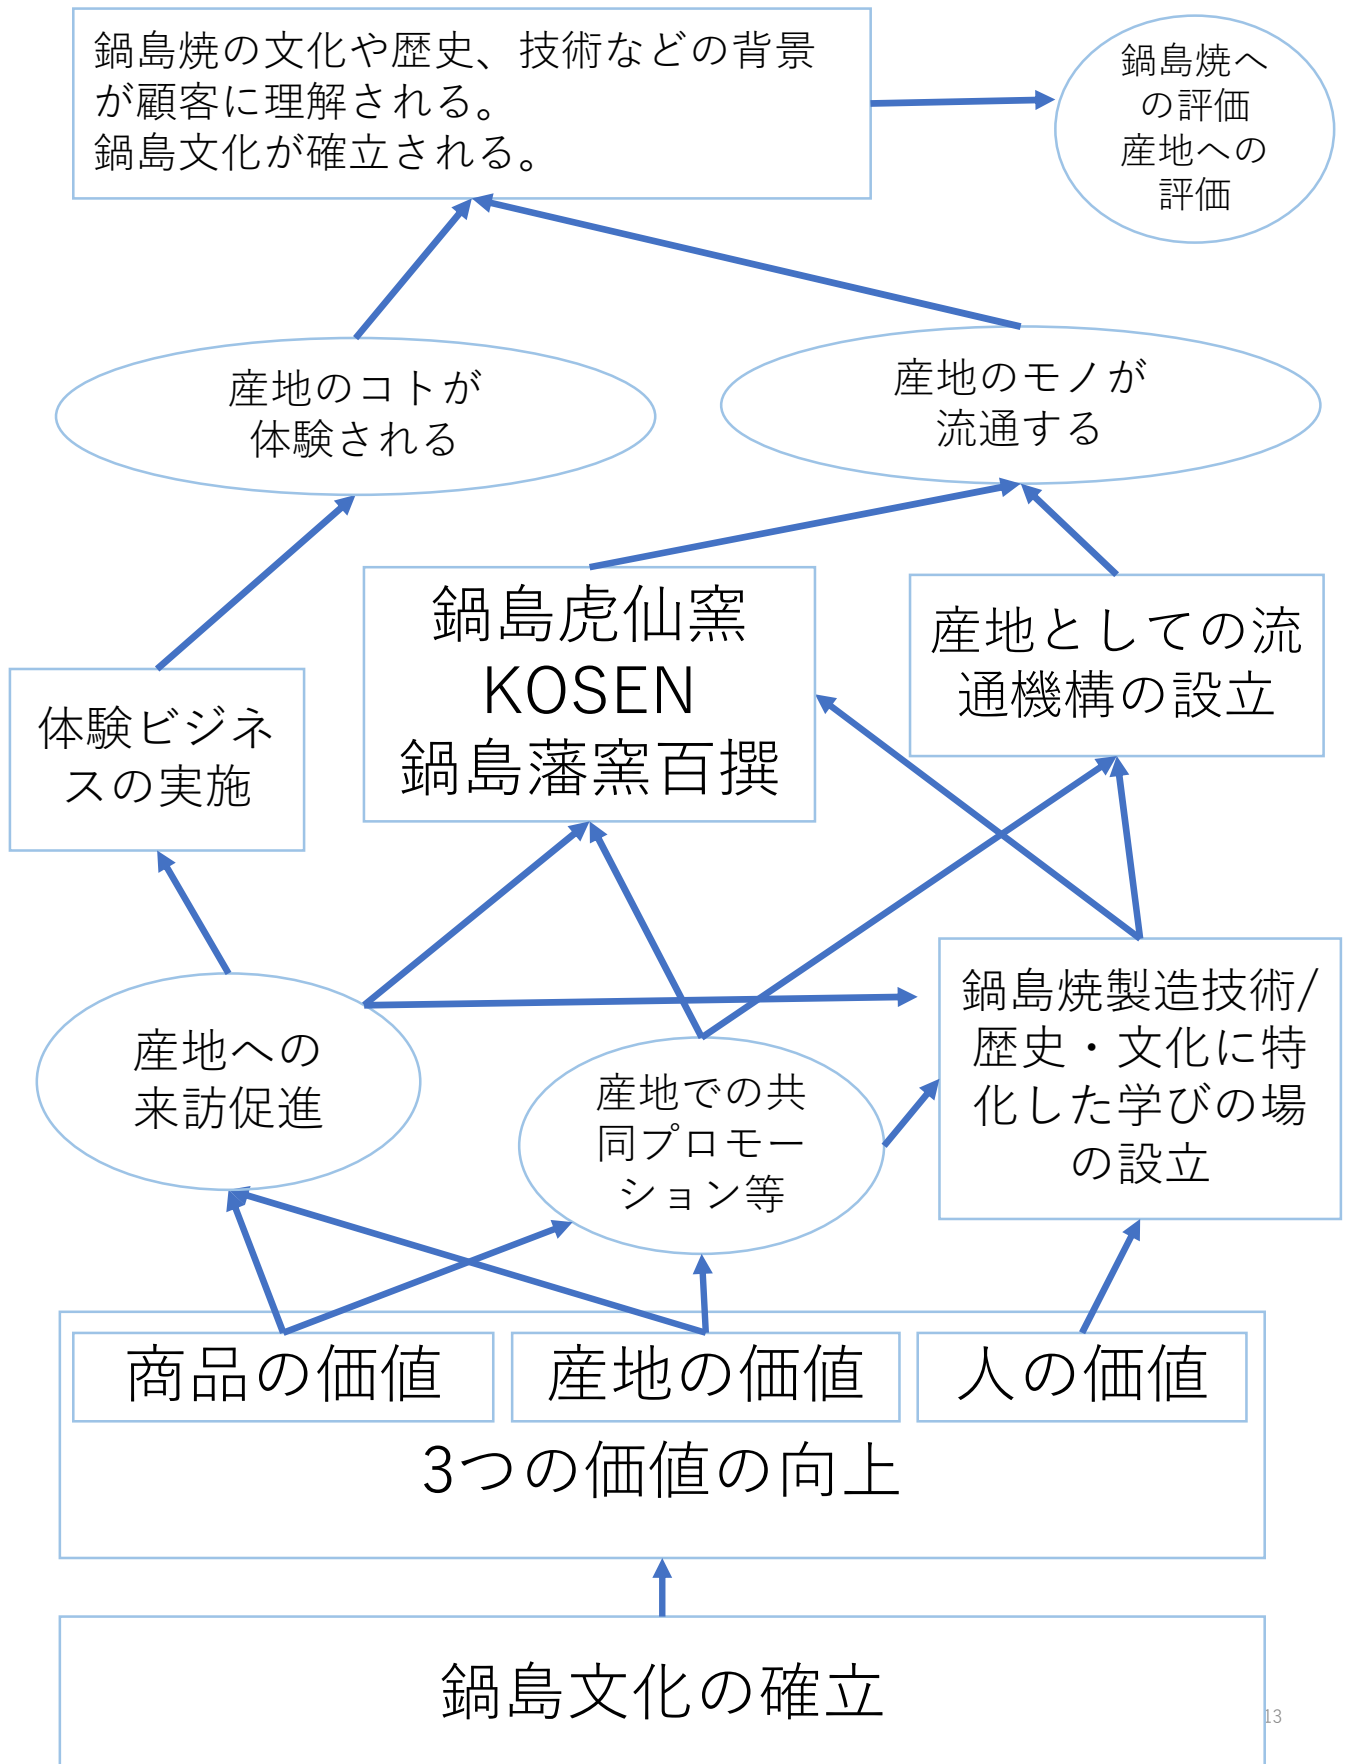 鍋島焼の文化や歴史、技術などの背景
が顧客に理解される。
鍋島文化が確立される。
鍋島焼へ
の評価
産地への
評価
産地のコトが
体験される
産地のモノが
流通する
鍋島虎仙窯
KOSEN
鍋島藩窯百撰
産地としての流
通機構の設立
体験ビジネ
スの実施
産地への
来訪促進
産地での共
同プロモー
ション等
鍋島焼製造技術/
歴史・文化に特
化した学びの場
の設立
商品の価値
産地の価値
人の価値
3つの価値の向上
鍋島文化の確立
13